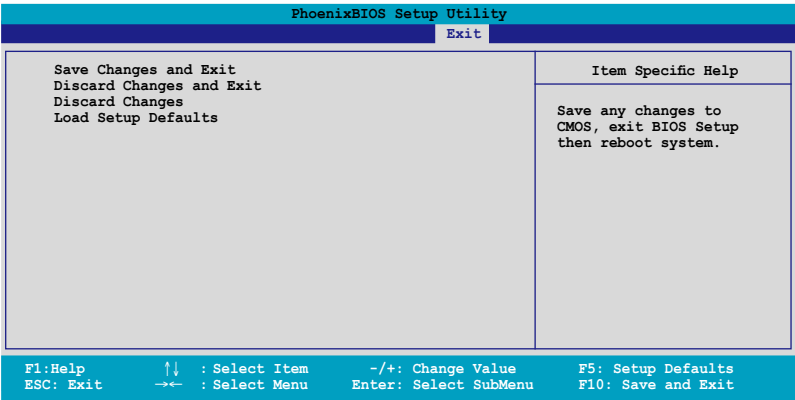 PhoenixBIOS Setup Utility
Exit
Save Changes and Exit
Discard Changes and Exit
Discard Changes
Load Setup Defaults
Item Specific Help
Save any changes to
CMOS, exit BIOS Setup
then reboot system.
F1:Help ↑↓ : Select Item -/+: Change Value F5: Setup Defaults
ESC: Exit →← : Select Menu Enter: Select SubMenu F10: Save and Exit